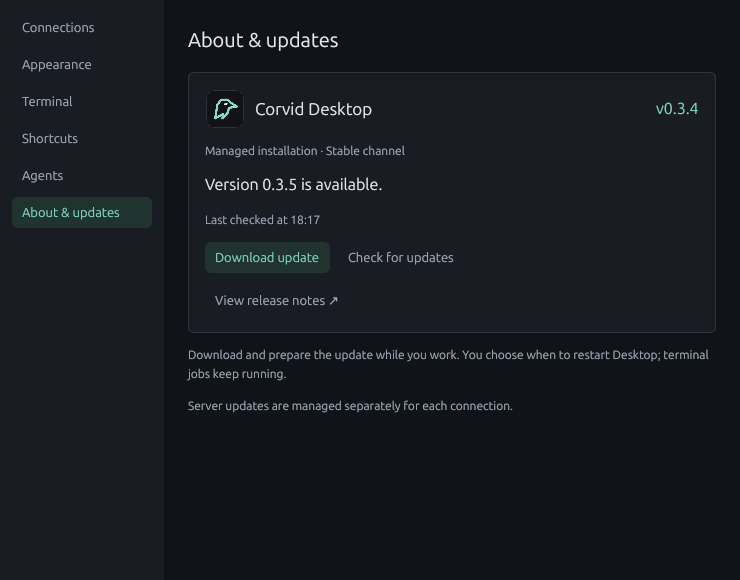 Connections
Appearance
Terminal
Shortcuts
Agents
About & updates
About & updates
Corvid Desktop
v0.3.4
Managed installation · Stable channel
Version 0.3.5 is available.
Last checked at 18:17
Download update
Check for updates
View release notes ↗
Download and prepare the update while you work. You choose when to restart Desktop; terminal
jobs keep running.
Server updates are managed separately for each connection.